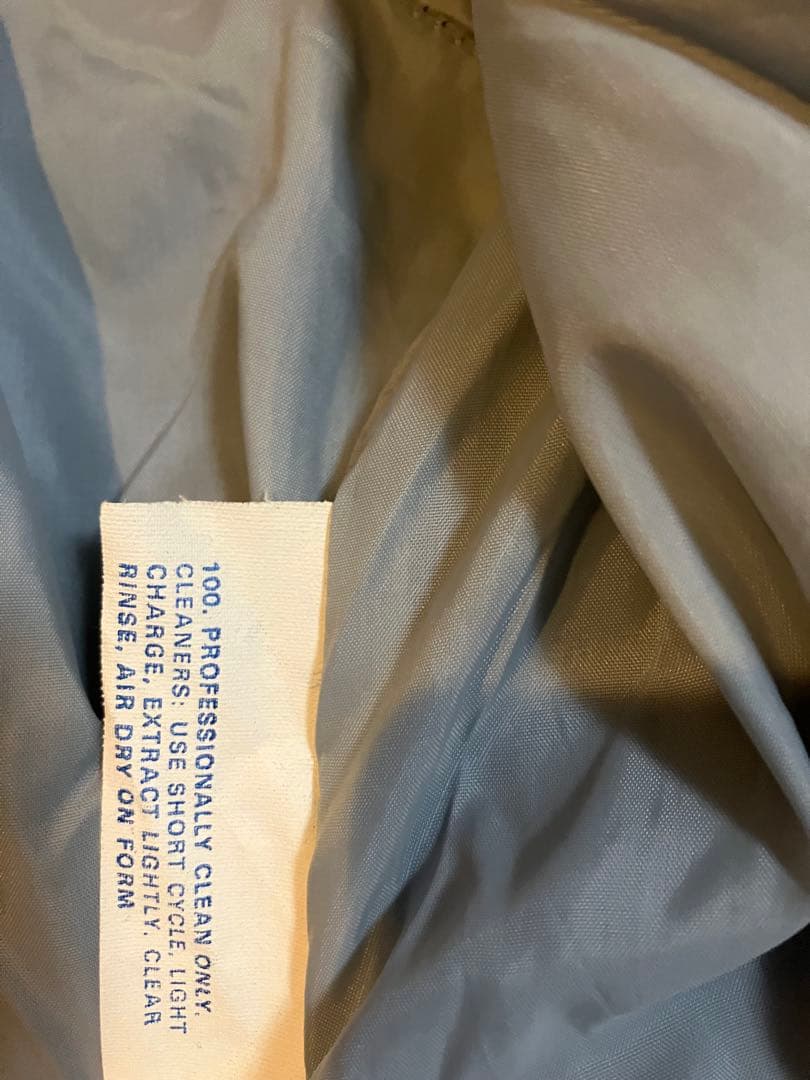 100. PROFESSIONALLY CLEAN ONLY.
CLEANERS: USE SHORT CYCLE, LIGHT
CHARGE, EXTRACT LIGHTLY. CLEAR
RINSE, AIR DRY ON FORM